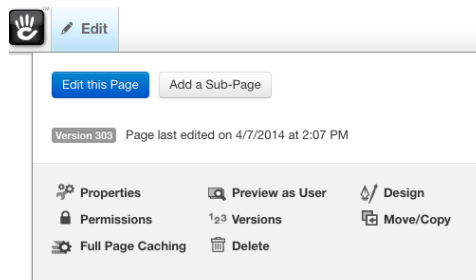 Edit
Edit this Page Add a Sub-Page
Version 303 Page last edited on 4/7/2014 at 2:07 PM
Properties Preview as User Design
Permissions 123 Versions Move/Copy
Full Page Caching Delete